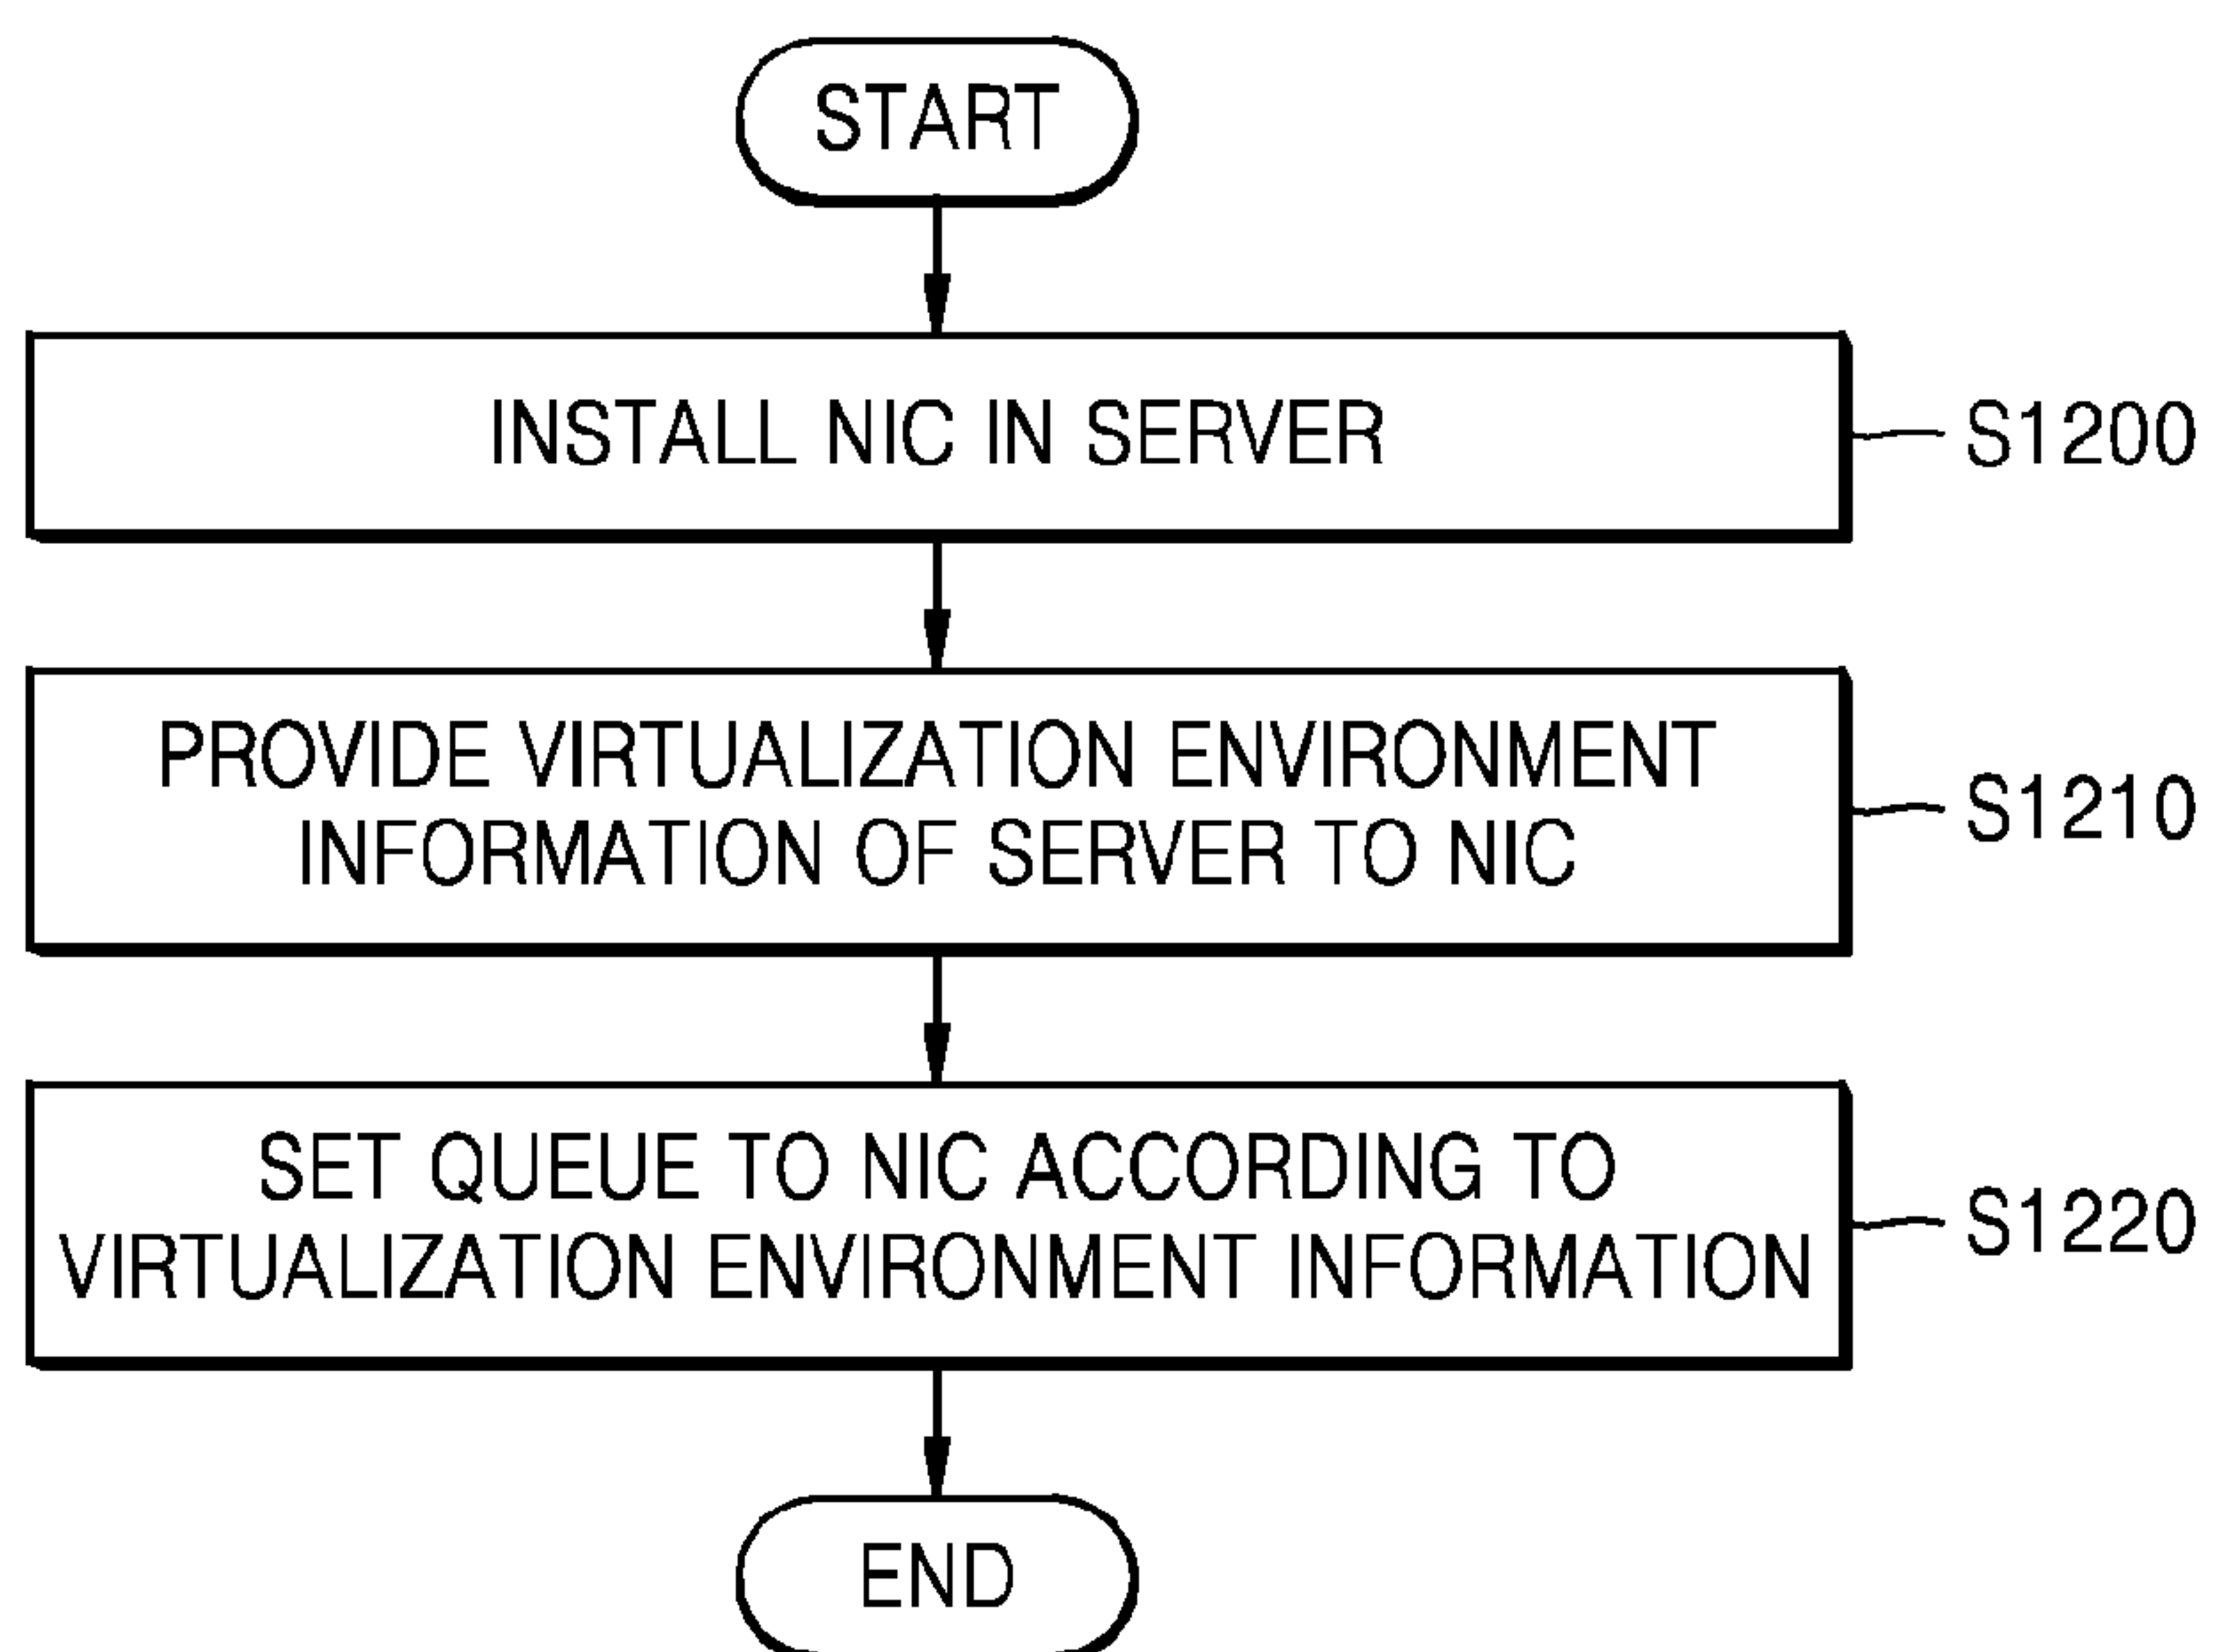 START
INSTALL NIC IN SERVER
S1200
PROVIDE VIRTUALIZATION ENVIRONMENT
INFORMATION OF SERVER TO NIC
S1210
SET QUEUE TO NIC ACCORDING TO
VIRTUALIZATION ENVIRONMENT INFORMATION
S1220
END